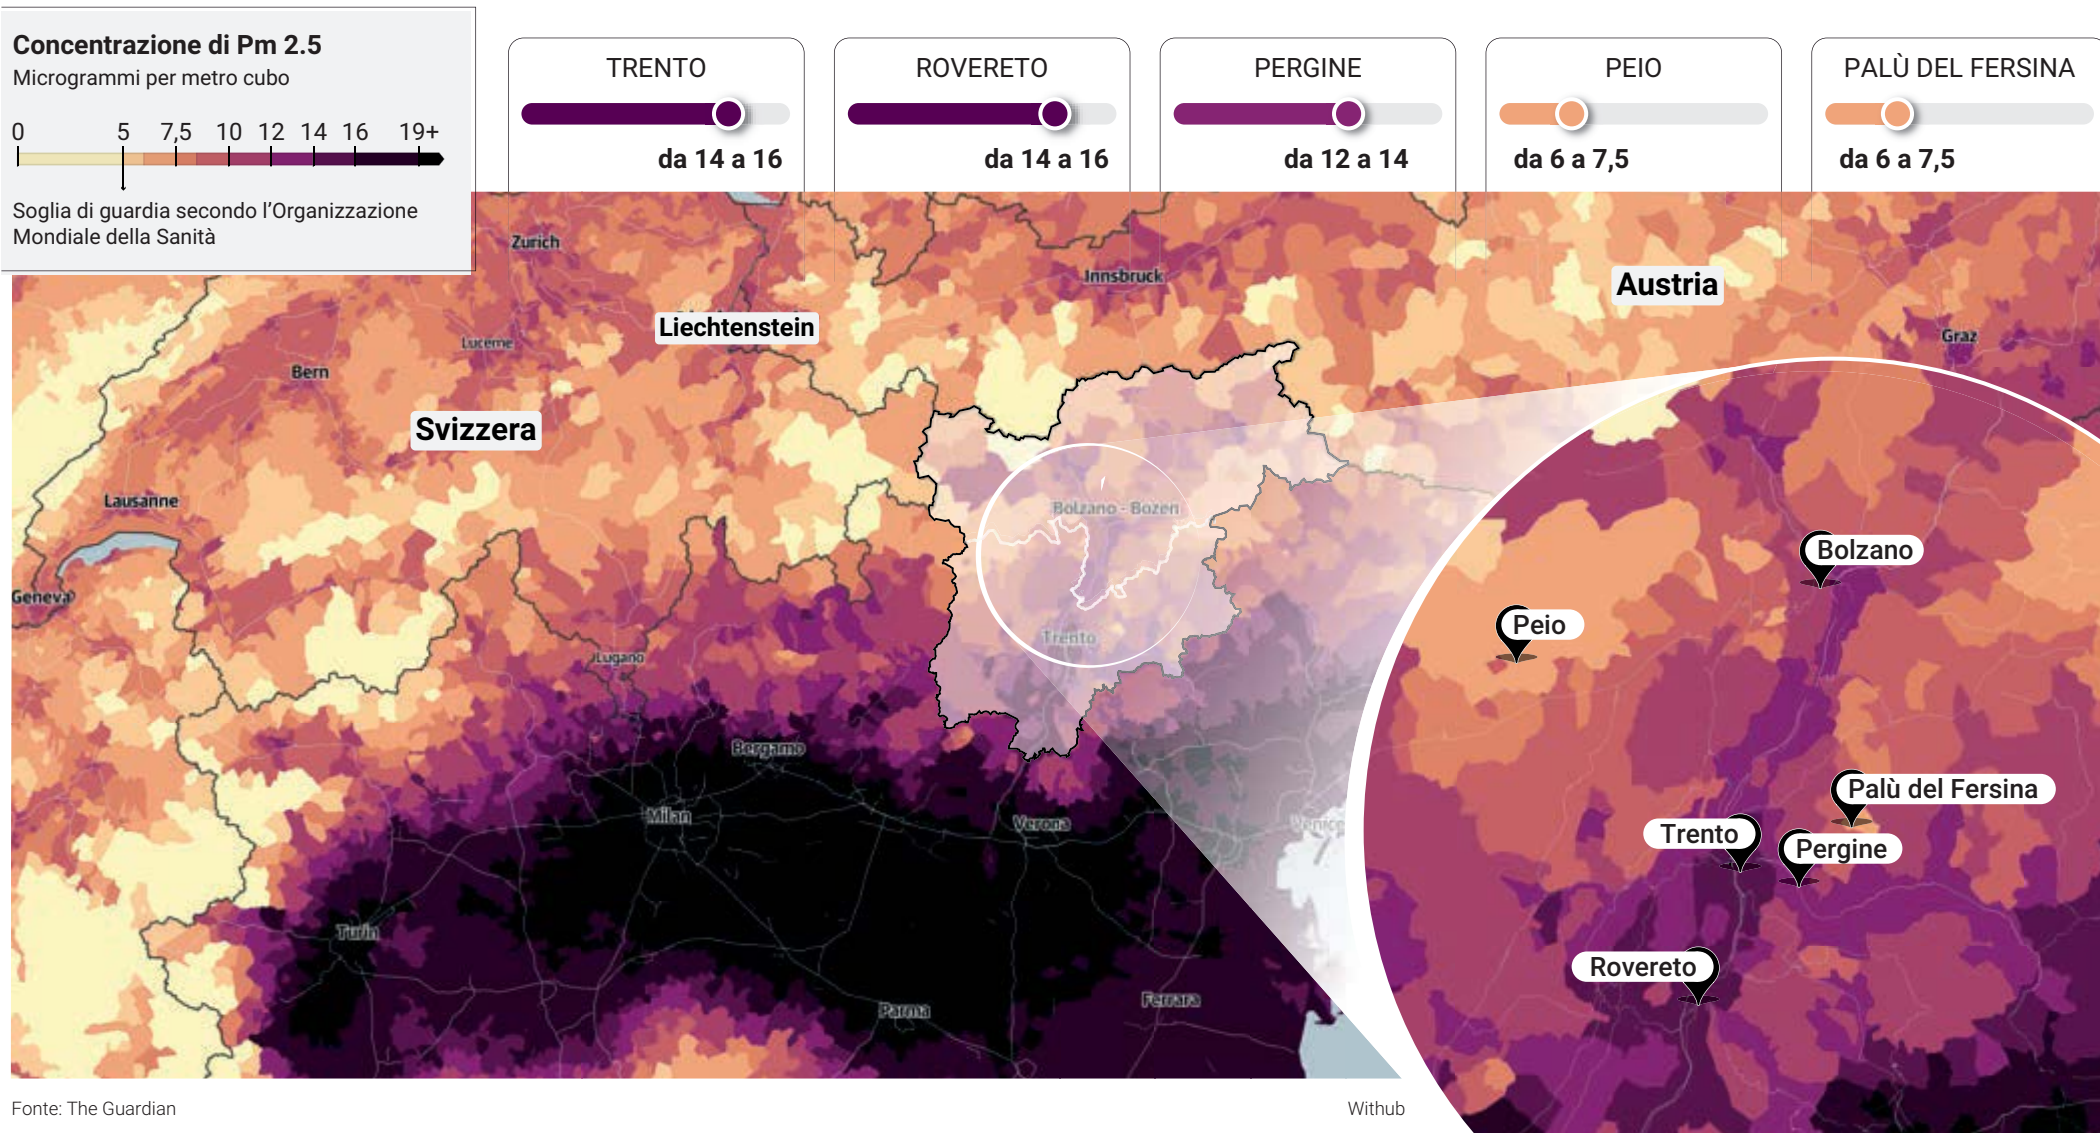 Concentrazione di Pm 2.5
Microgrammi per metro cubo
0 5 7,5 10 12 14 16 19+
Soglia di guardia secondo l'Organizzazione
Mondiale della Sanità
TRENTO
da 14 a 16
ROVERETO
da 14 a 16
PERGINE
da 12 a 14
PEIO
da 6 a 7,5
PALÙ DEL FERSINA
da 6 a 7,5
Zurich
Innsbruck
Austria
Liechtenstein
Lucerne
Graz
Bern
Svizzera
Lausanne
Bolzano - Bozen
Geneva
Trento
Lugano
Bergamo
Milan
Verona
Venice
Turin
Parma
Ferrara
Bolzano
Peio
Palù del Fersina
Trento
Pergine
Rovereto
Fonte: The Guardian
Withub